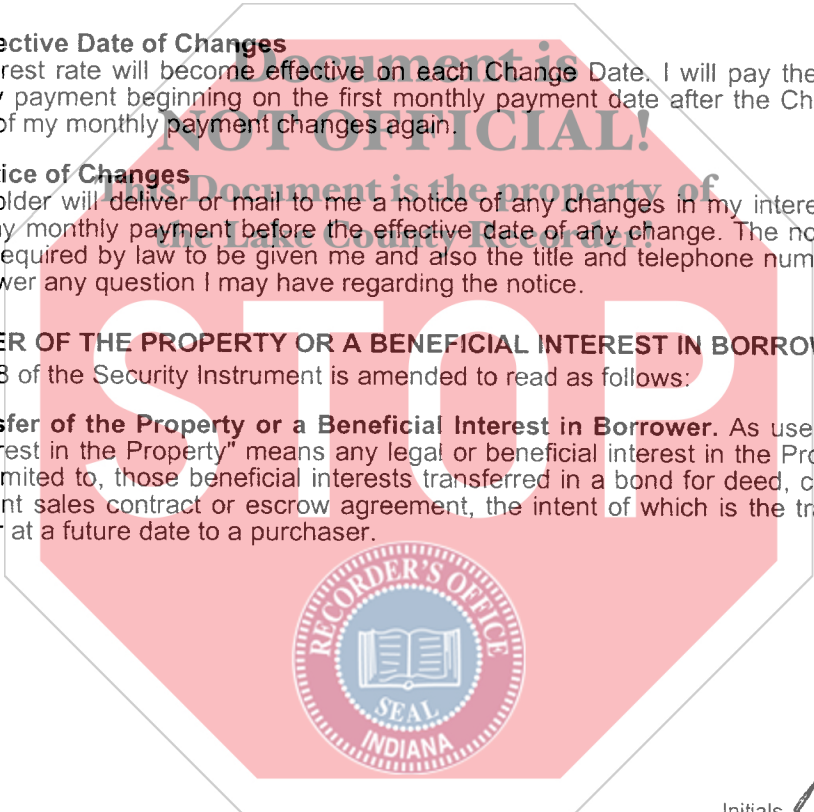 ective Date of Changes
rest rate will become effective on each Change Date. I will pay the
payment beginning on the first monthly payment date after the Ch
of my monthly payment changes again.
ice of Changes
older will deliver or mail to me a notice of any changes in my intere
y monthly payment before the effective date of any change. The no
equired by law to be given me and also the title and telephone num
wer any question I may have regarding the notice.
ER OF THE PROPERTY OR A BENEFICIAL INTEREST IN BORROW
8 of the Security Instrument is amended to read as follows:
sfer of the Property or a Beneficial Interest in Borrower. As use
rest in the Property" means any legal or beneficial interest in the Pro
mited to, those beneficial interests transferred in a bond for deed, c
nt sales contract or escrow agreement, the intent of which is the tr
at a future date to a purchaser.
Document is
NOT OFFICIAL!
This Document is the property of
the Lake County Recorder!
STOP
RECORDER'S OFFICE
SEAL
INDIANA
Initials